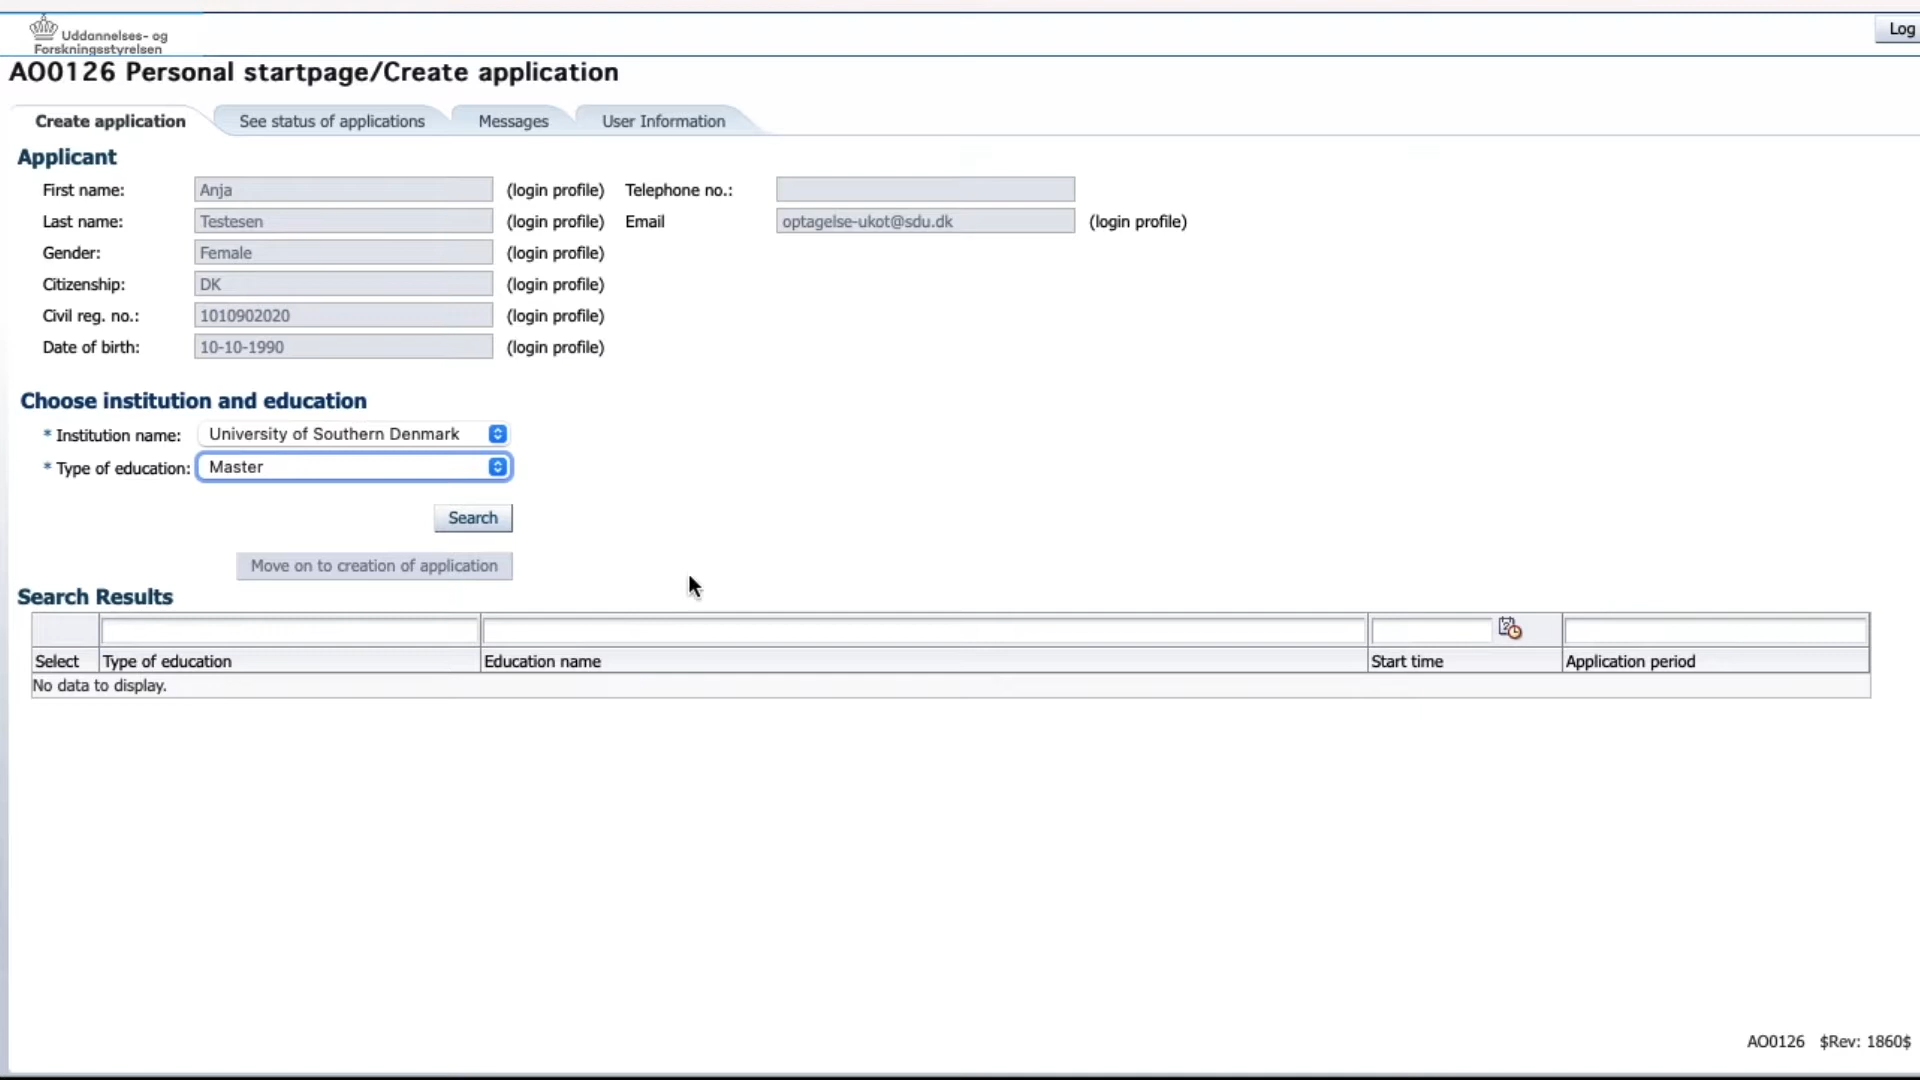 Uddannelses- og
Forskningsstyrelsen
Log
AO0126 Personal startpage/Create application
Create application See status of applications Messages User Information
Applicant
First name: Anja (login profile) Telephone no.:
Last name: Testesen (login profile) Email optagelse-ukot@sdu.dk (login profile)
Gender: Female (login profile)
Citizenship: DK (login profile)
Civil reg. no.: 1010902020 (login profile)
Date of birth: 10-10-1990 (login profile)
Choose institution and education
* Institution name: University of Southern Denmark
* Type of education: Master
Search
Move on to creation of application
Search Results
Select Type of education Education name Start time Application period
No data to display.
AO0126 $Rev: 1860$